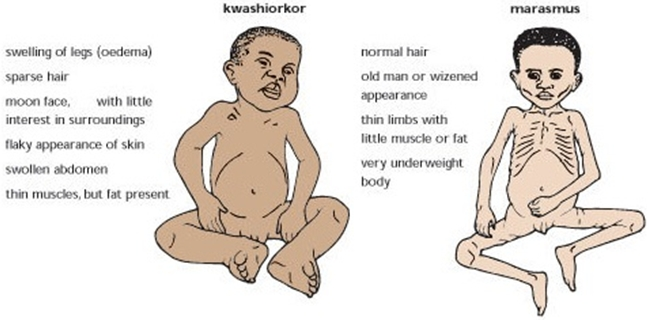 kwashiorkor
swelling of legs (oedema)
sparse hair
moon face, with little
interest in surroundings
flaky appearance of skin
swollen abdomen
thin muscles, but fat present
marasmus
normal hair
old man or wizened
appearance
thin limbs with
little muscle or fat
very underweight
body